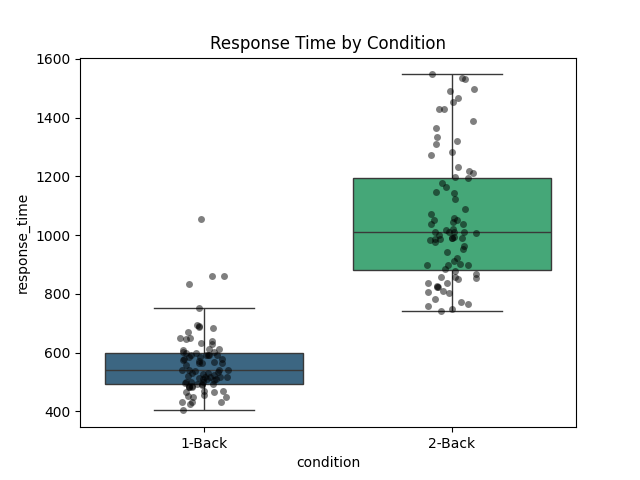 Response Time by Condition
1600
1400
1200
1000
800
600
400
response_time
1-Back
2-Back
condition